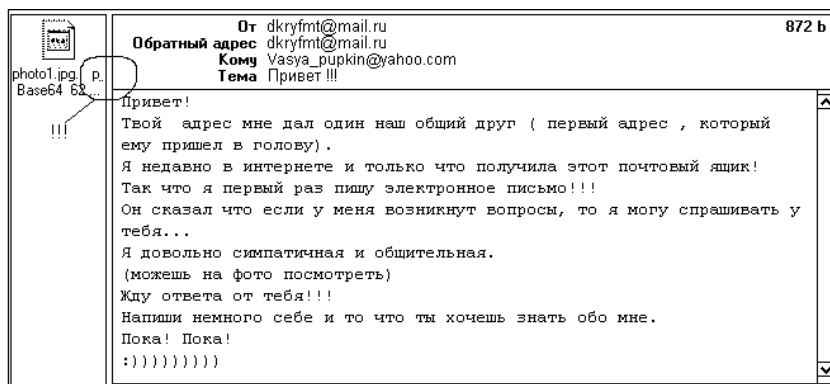 От dkryfmt@mail.ru
872 b
Обратный адрес dkryfmt@mail.ru
Кому Vasya_pupkin@yahoo.com
Тема Привет !!!
photo1.jpg. p_
Base64 62...
!!!
Привет!
Твой адрес мне дал один наш общий друг ( первый адрес , который
ему пришел в голову).
Я недавно в интернете и только что получила этот почтовый ящик!
Так что я первый раз пишу электронное письмо!!!
Он сказал что если у меня возникнут вопросы, то я могу спрашивать у
тебя...
Я довольно симпатичная и общительная.
(можешь на фото посмотреть)
Жду ответа от тебя!!!
Напиши немного себе и то что ты хочешь знать обо мне.
Пока! Пока!
:)))))))))